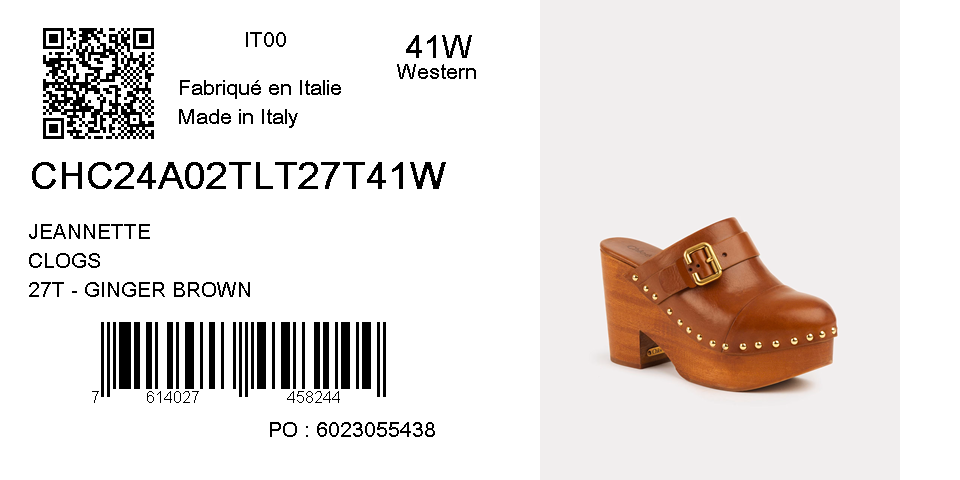 IT00
41W
Western
Fabriqué en Italie
Made in Italy
CHC24A02TLT27T41W
JEANNETTE
CLOGS
27T - GINGER BROWN
7 614027 458244
PO : 6023055438